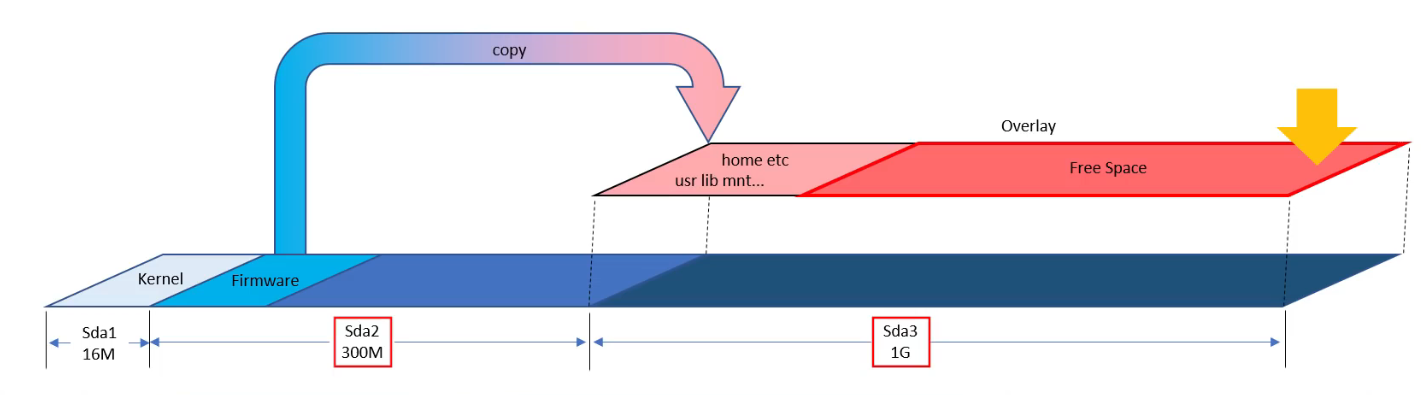 copy
Overlay
home etc
usr lib mnt...
Free Space
Kernel
Firmware
Sda1
16M
Sda2
300M
Sda3
1G